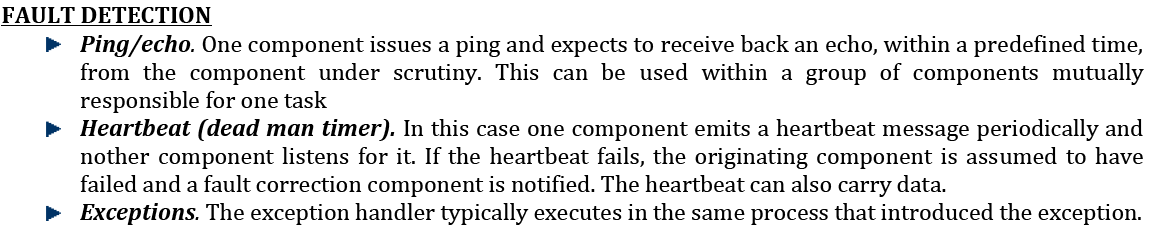 FAULT DETECTION
Ping/echo. One component issues a ping and expects to receive back an echo, within a predefined time,
from the component under scrutiny. This can be used within a group of components mutually
responsible for one task
Heartbeat (dead man timer). In this case one component emits a heartbeat message periodically and
nother component listens for it. If the heartbeat fails, the originating component is assumed to have
failed and a fault correction component is notified. The heartbeat can also carry data.
Exceptions. The exception handler typically executes in the same process that introduced the exception.